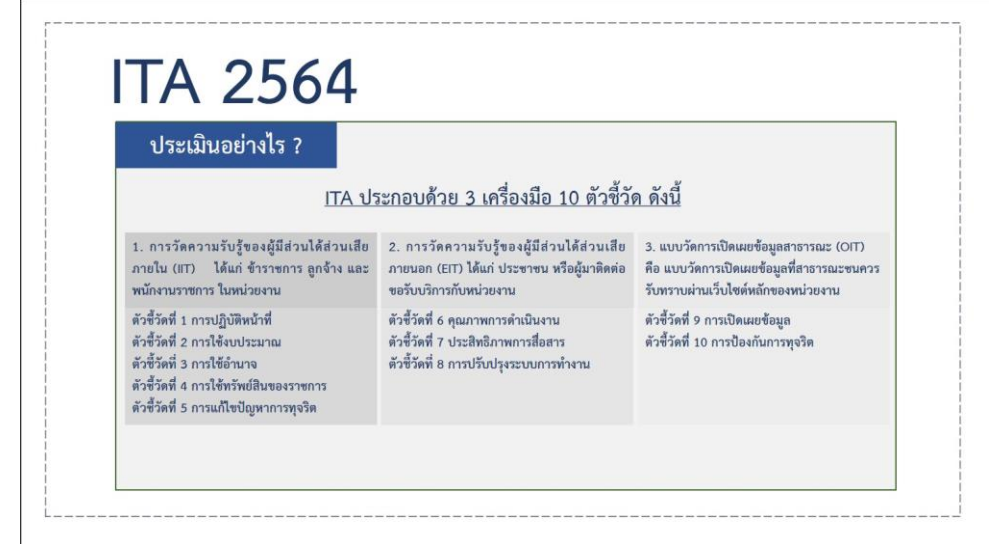 ITA 2564
ประเมินอย่างไร ?
ITA ประกอบด้วย 3 เครื่องมือ 10 ตัวชี้วัด ดังนี้
1. การวัดความรับรู้ของผู้มีส่วนได้ส่วนเสีย
ภายใน (IIT) ได้แก่ ข้าราชการ ลูกจ้าง และ
พนักงานราชการ ในหน่วยงาน
ตัวชี้วัดที่ 1 การปฏิบัติหน้าที่
ตัวชี้วัดที่ 2 การใช้งบประมาณ
ตัวชี้วัดที่ 3 การใช้อำนาจ
ตัวชี้วัดที่ 4 การใช้ทรัพย์สินของราชการ
ตัวชี้วัดที่ 5 การแก้ไขปัญหาการทุจริต
2. การวัดความรับรู้ของผู้มีส่วนได้ส่วนเสีย
ภายนอก (EIT) ได้แก่ ประชาชน หรือผู้มาติดต่อ
ขอรับบริการกับหน่วยงาน
ตัวชี้วัดที่ 6 คุณภาพการดำเนินงาน
ตัวชี้วัดที่ 7 ประสิทธิภาพการสื่อสาร
ตัวชี้วัดที่ 8 การปรับปรุงระบบการทำงาน
3. แบบวัดการเปิดเผยข้อมูลสาธารณะ (OIT)
คือ แบบวัดการเปิดเผยข้อมูลที่สาธารณะชนควร
รับทราบผ่านเว็บไซต์หลักของหน่วยงาน
ตัวชี้วัดที่ 9 การเปิดเผยข้อมูล
ตัวชี้วัดที่ 10 การป้องกันการทุจริต